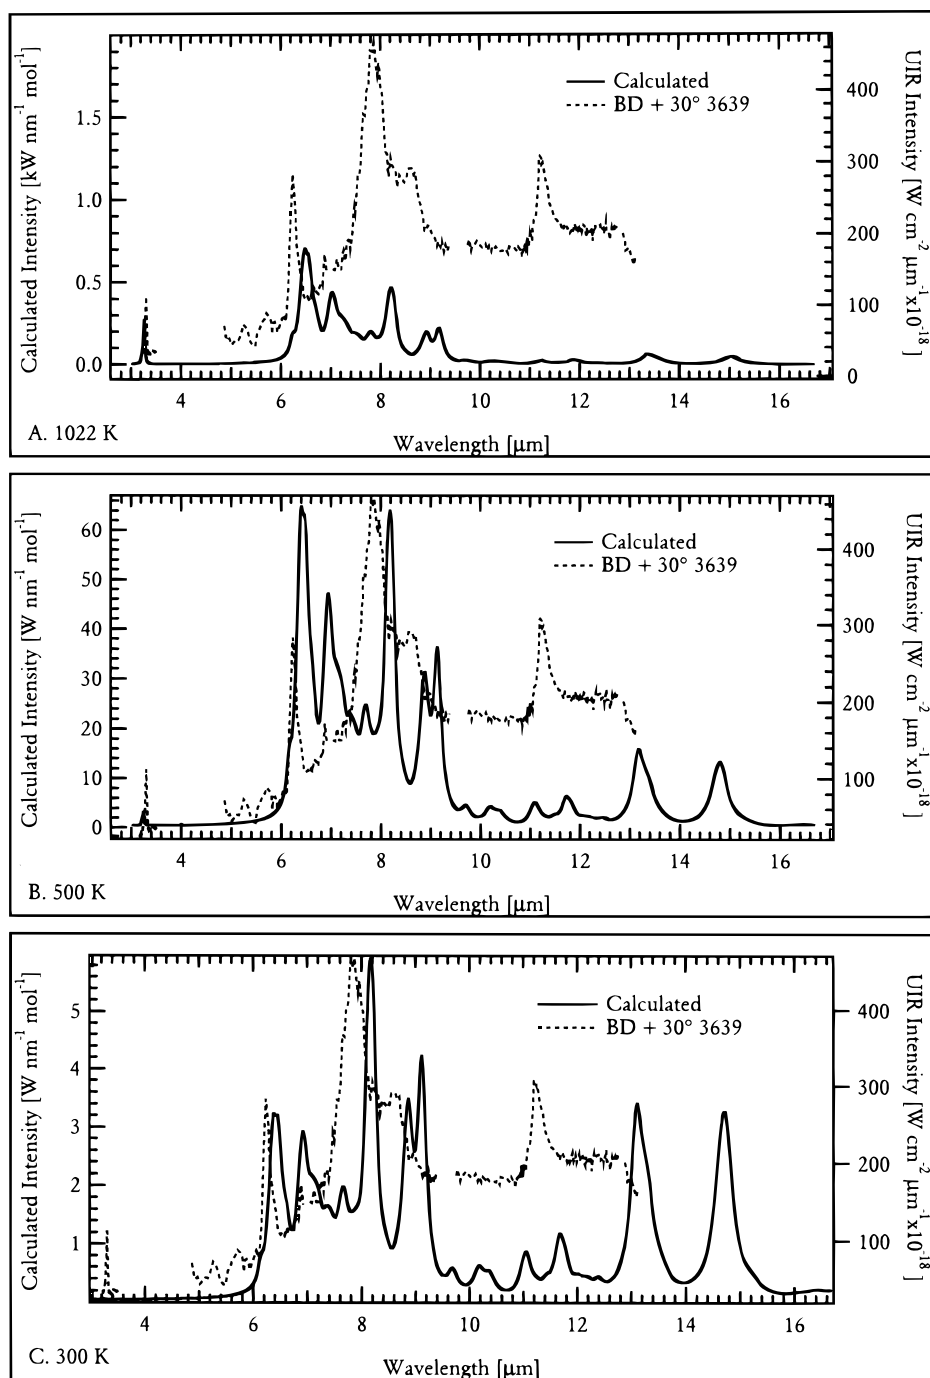 Calculated Intensity [kW nm-1 mol-1]
1.5
1.0
0.5
0.0
Calculated
BD + 30° 3639
400
300
200
100
0
UIR Intensity [W cm-2 μm-1x10-18]
4 6 8 10 12 14 16
A. 1022 K
Wavelength [μm]
Calculated Intensity [W nm-1 mol-1]
60
50
40
30
20
10
0
Calculated
BD + 30° 3639
400
300
200
100
UIR Intensity [W cm-2 μm-1x10-18]
4 6 8 10 12 14 16
B. 500 K
Wavelength [μm]
Calculated Intensity [W nm-1 mol-1]
5
4
3
2
1
Calculated
BD + 30° 3639
400
300
200
100
UIR Intensity [W cm-2 μm-1x10-18]
4 6 8 10 12 14 16
C. 300 K
Wavelength [μm]